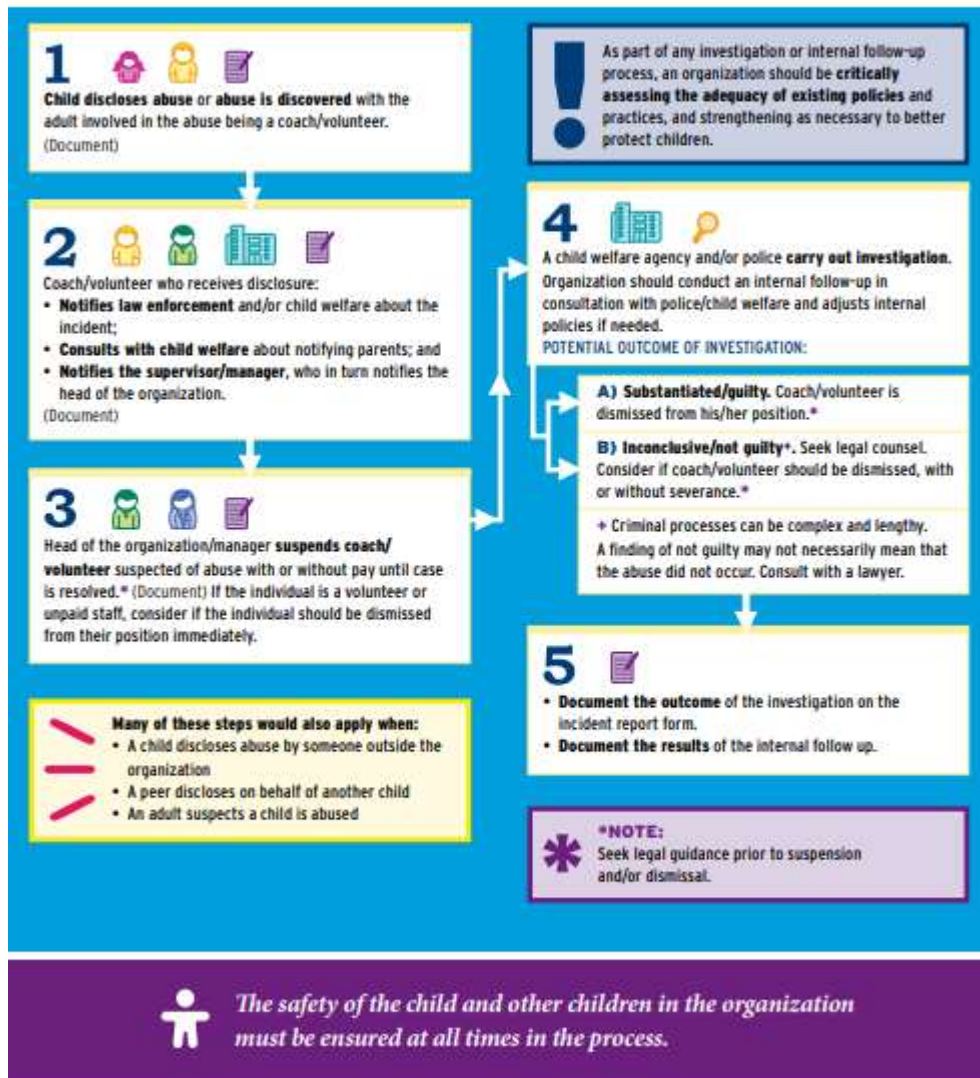 1
Child discloses abuse or abuse is discovered with the
adult involved in the abuse being a coach/volunteer.
(Document)
2
Coach/volunteer who receives disclosure:
• Notifies law enforcement and/or child welfare about the
incident;
• Consults with child welfare about notifying parents; and
• Notifies the supervisor/manager, who in turn notifies the
head of the organization.
(Document)
3
Head of the organization/manager suspends coach/
volunteer suspected of abuse with or without pay until case
is resolved.* (Document) If the individual is a volunteer or
unpaid staff, consider if the individual should be dismissed
from their position immediately.
Many of these steps would also apply when:
• A child discloses abuse by someone outside the
organization
• A peer discloses on behalf of another child
• An adult suspects a child is abused
!
As part of any investigation or internal follow-up
process, an organization should be critically
assessing the adequacy of existing policies and
practices, and strengthening as necessary to better
protect children.
4
A child welfare agency and/or police carry out investigation.
Organization should conduct an internal follow-up in
consultation with police/child welfare and adjusts internal
policies if needed.
POTENTIAL OUTCOME OF INVESTIGATION:
A) Substantiated/guilty. Coach/volunteer is
dismissed from his/her position.*
B) Inconclusive/not guilty+. Seek legal counsel.
Consider if coach/volunteer should be dismissed, with
or without severance.*
+ Criminal processes can be complex and lengthy.
A finding of not guilty may not necessarily mean that
the abuse did not occur. Consult with a lawyer.
5
• Document the outcome of the investigation on the
incident report form.
• Document the results of the internal follow up.
*
*NOTE:
Seek legal guidance prior to suspension
and/or dismissal.
The safety of the child and other children in the organization
must be ensured at all times in the process.